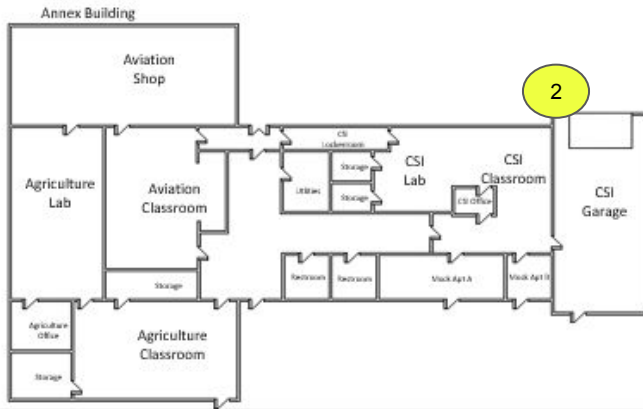 Annex Building
Aviation
Shop
2
CSI
Lockerroom
Storage
CSI
Lab
CSI
Classroom
Agriculture
Lab
Aviation
Classroom
Utilities
Storage
CSI Office
CSI
Garage
Storage
Restroom
Restroom
Mock Apt A
Mock Apt B
Agriculture
Office
Agriculture
Classroom
Storage